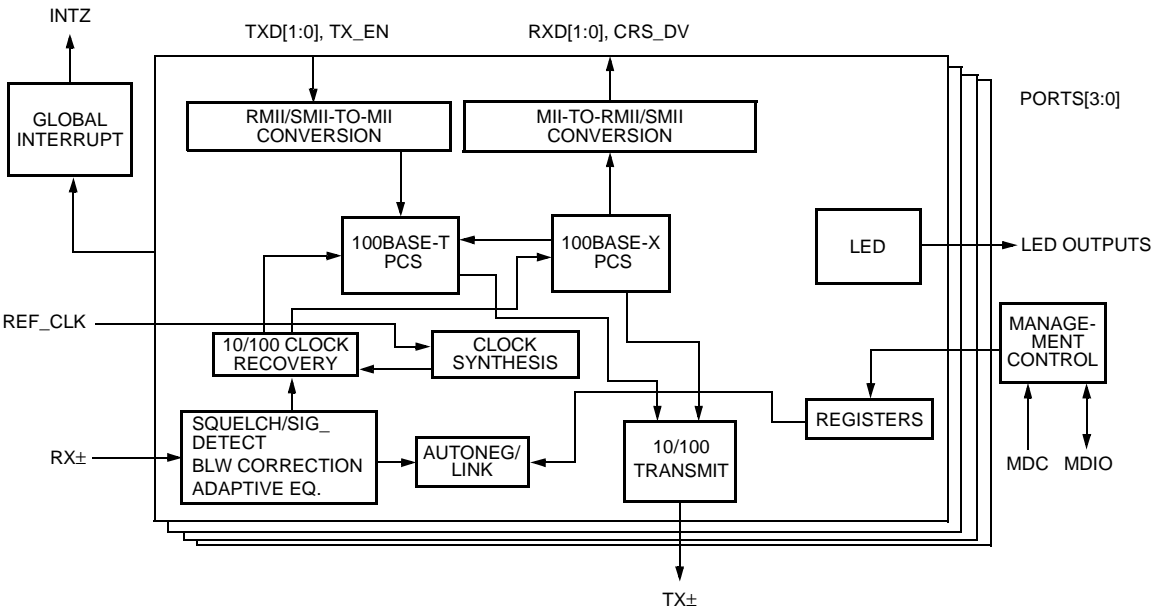 INTZ
TXD[1:0], TX_EN
RXD[1:0], CRS_DV
GLOBAL
INTERRUPT
RMII/SMII-TO-MII
CONVERSION
MII-TO-RMII/SMII
CONVERSION
PORTS[3:0]
100BASE-T
PCS
100BASE-X
PCS
LED
LED OUTPUTS
REF_CLK
10/100 CLOCK
RECOVERY
CLOCK
SYNTHESIS
MANAGE-
MENT
CONTROL
SQUELCH/SIG_
DETECT
BLW CORRECTION
ADAPTIVE EQ.
RX±
AUTONEG/
LINK
10/100
TRANSMIT
REGISTERS
MDC
MDIO
TX±